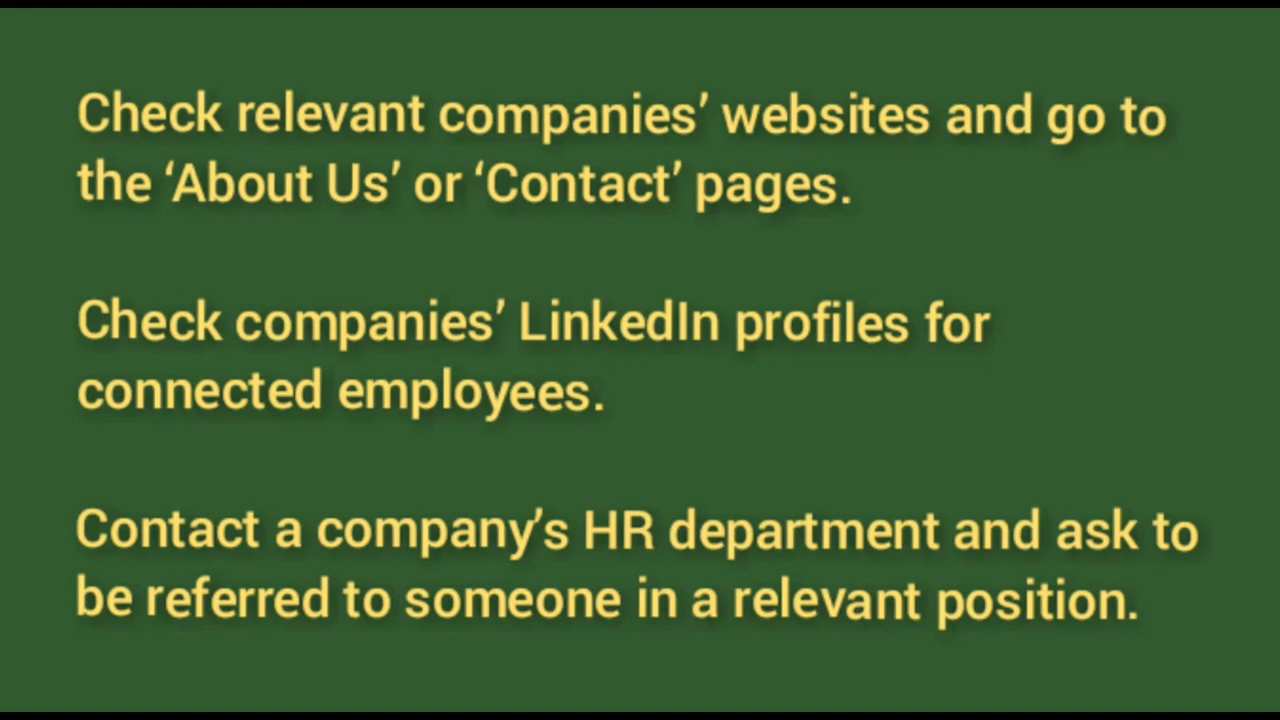 Check relevant companies’ websites and go to
the ‘About Us’ or ‘Contact’ pages.
Check companies’ LinkedIn profiles for
connected employees.
Contact a company’s HR department and ask to
be referred to someone in a relevant position.